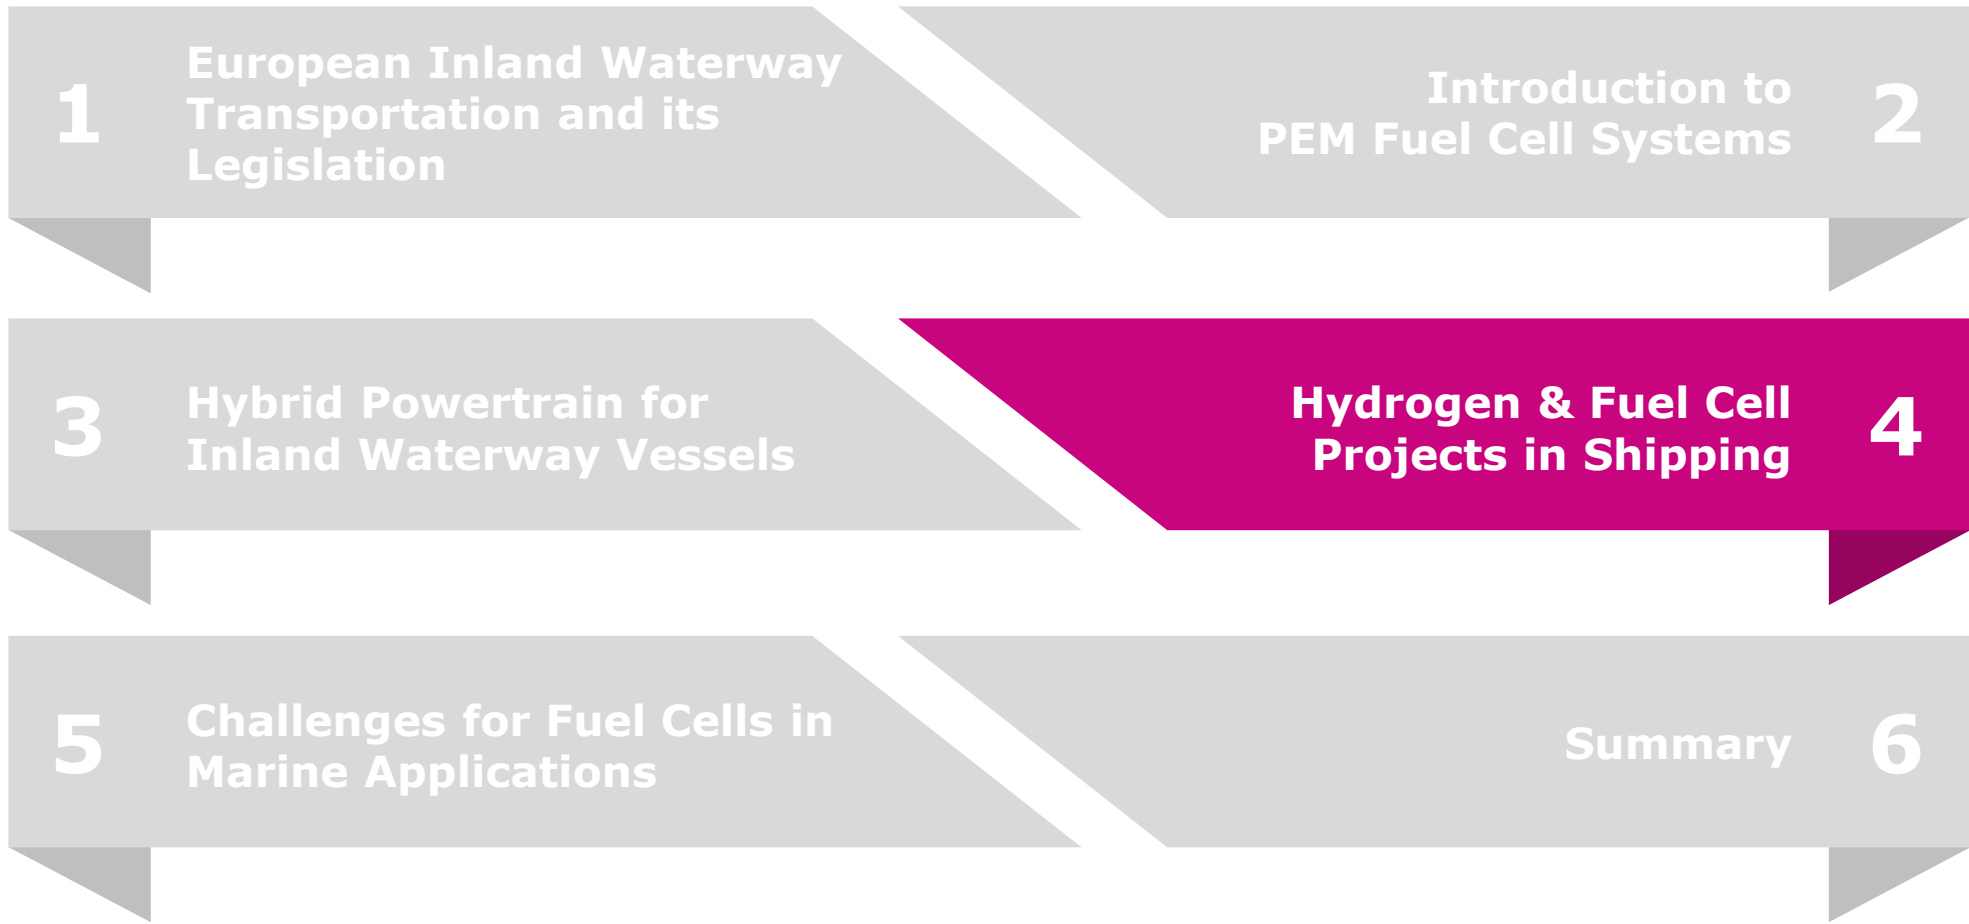 1
European Inland Waterway
Transportation and its
Legislation
Introduction to
PEM Fuel Cell Systems
2
3
Hybrid Powertrain for
Inland Waterway Vessels
Hydrogen & Fuel Cell
Projects in Shipping
4
5
Challenges for Fuel Cells in
Marine Applications
Summary
6